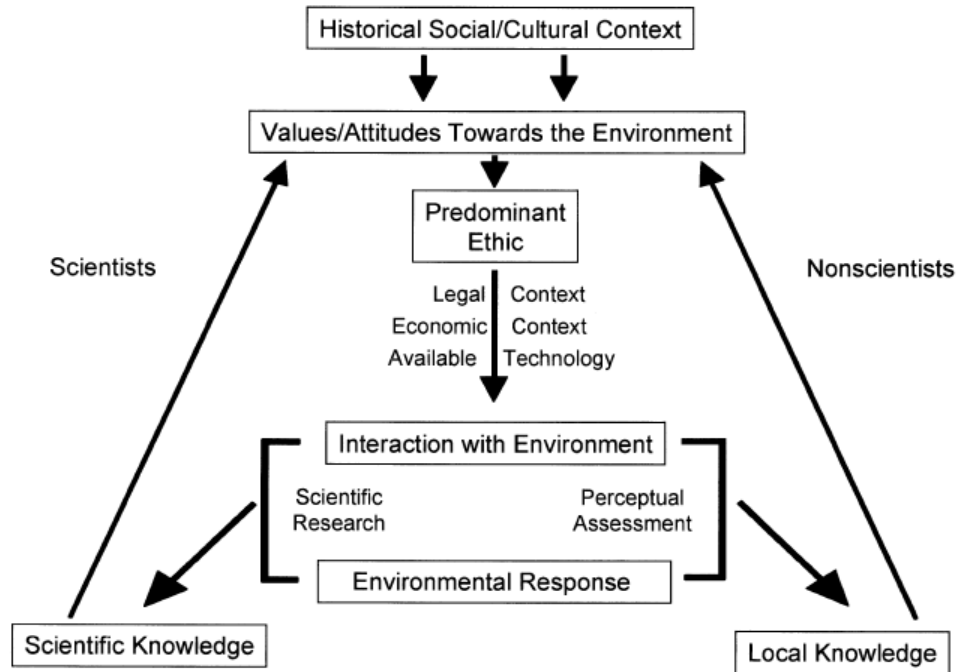 Historical Social/Cultural Context
Values/Attitudes Towards the Environment
Predominant
Ethic
Scientists
Nonscientists
Legal Context
Economic Context
Available Technology
Interaction with Environment
Scientific
Research
Perceptual
Assessment
Environmental Response
Scientific Knowledge
Local Knowledge